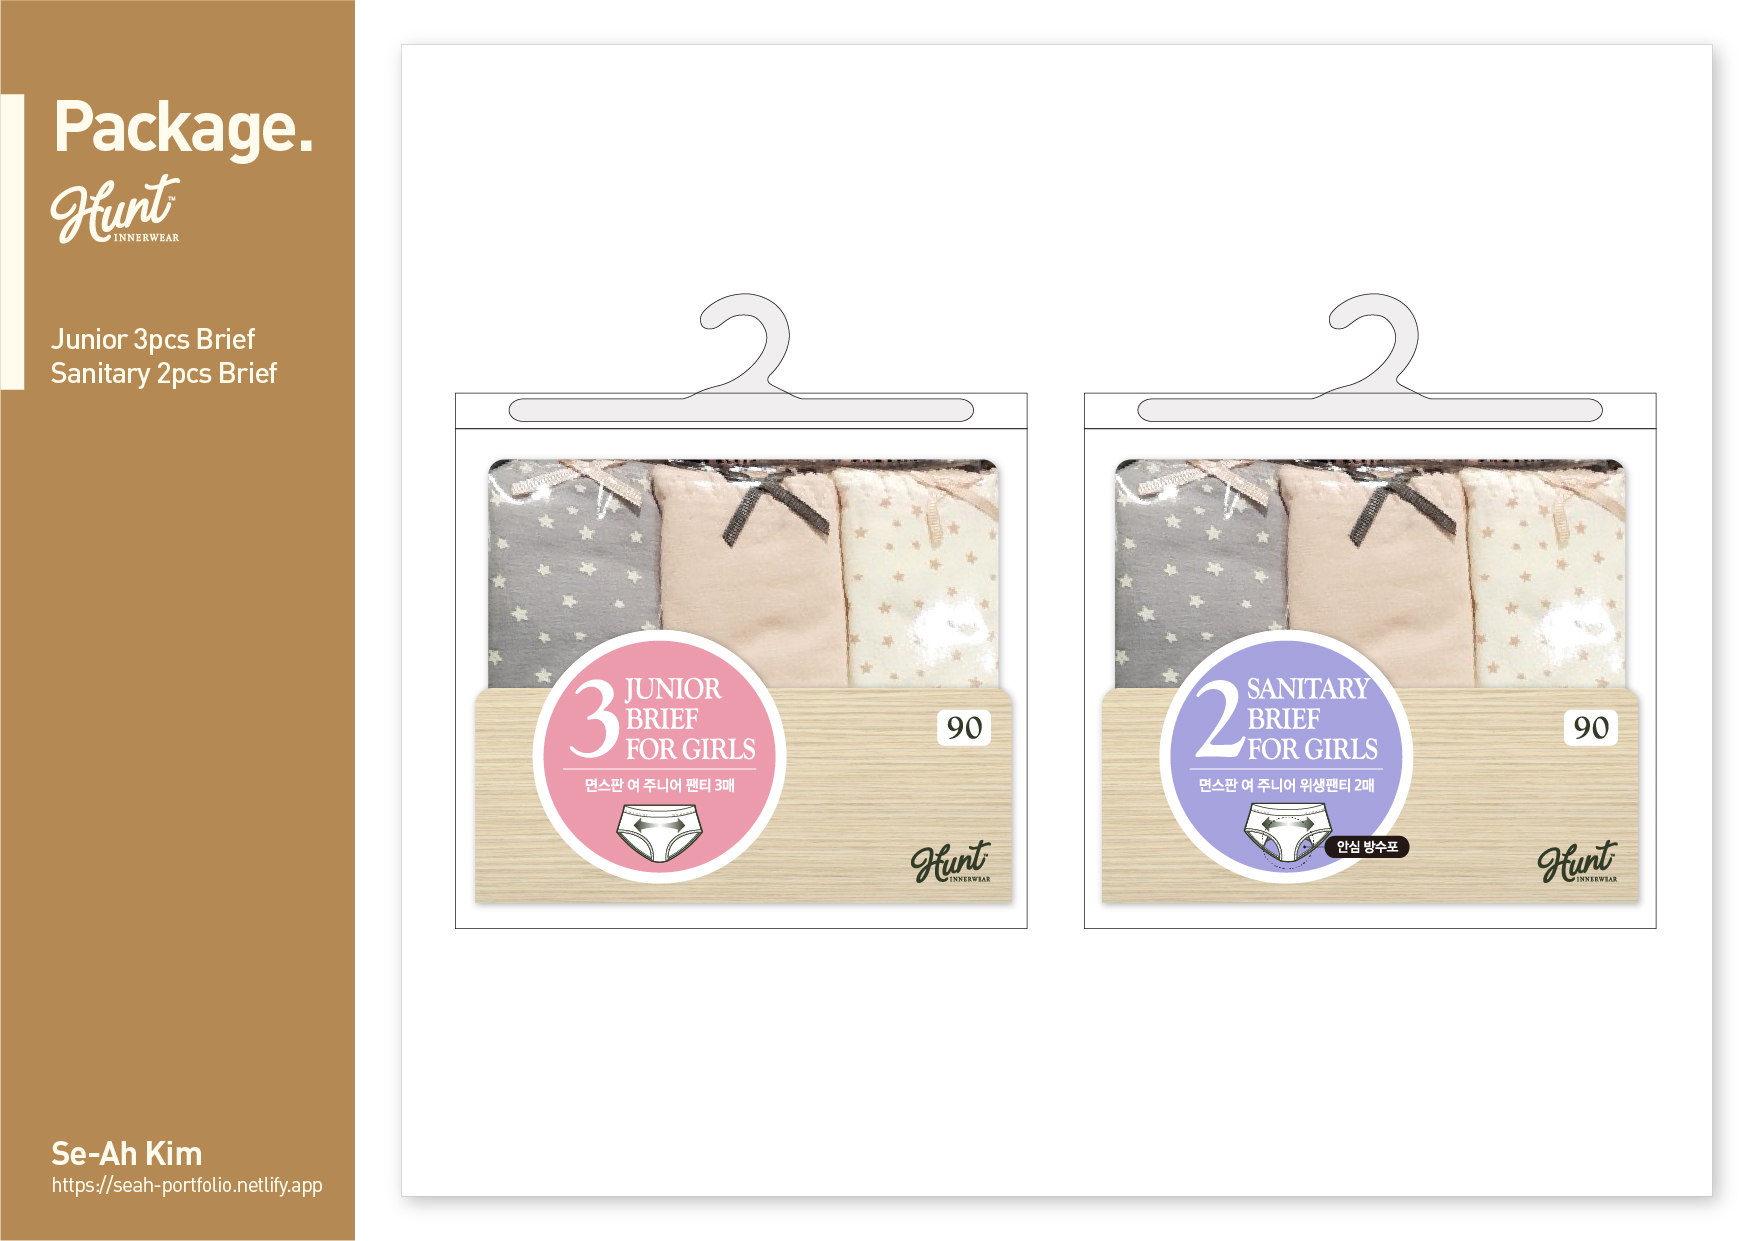 Package.
Hunt™
INNERWEAR
Junior 3pcs Brief
Sanitary 2pcs Brief
Se-Ah Kim
https://seah-portfolio.netlify.app
3 JUNIOR
BRIEF
FOR GIRLS
면스판 여 주니어 팬티 3매
90
Hunt™
INNERWEAR
2 SANITARY
BRIEF
FOR GIRLS
면스판 여 주니어 위생팬티 2매
안심 방수포
90
Hunt™
INNERWEAR